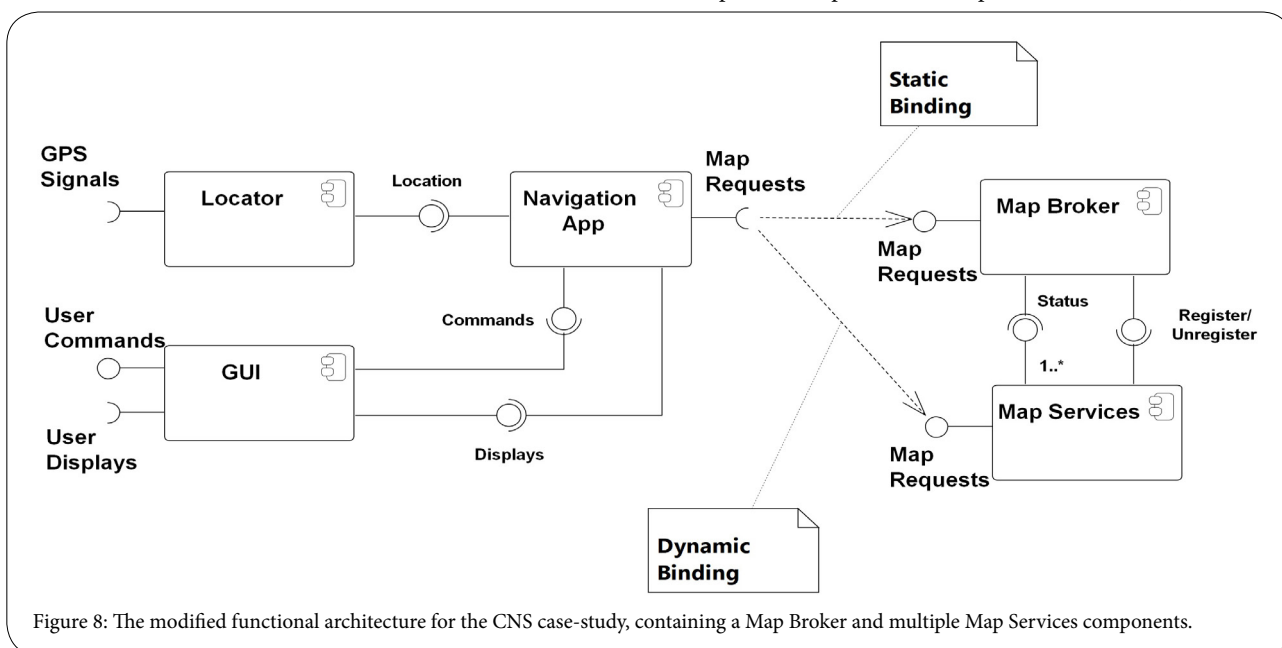 Static
Binding
GPS
Signals
Locator
Location
Navigation
App
Map
Requests
Map Broker
Map
Requests
Status
Register/
Unregister
1..*
User
Commands
GUI
Commands
Map Services
User
Displays
Displays
Map
Requests
Dynamic
Binding
Figure 8: The modified functional architecture for the CNS case-study, containing a Map Broker and multiple Map Services components.